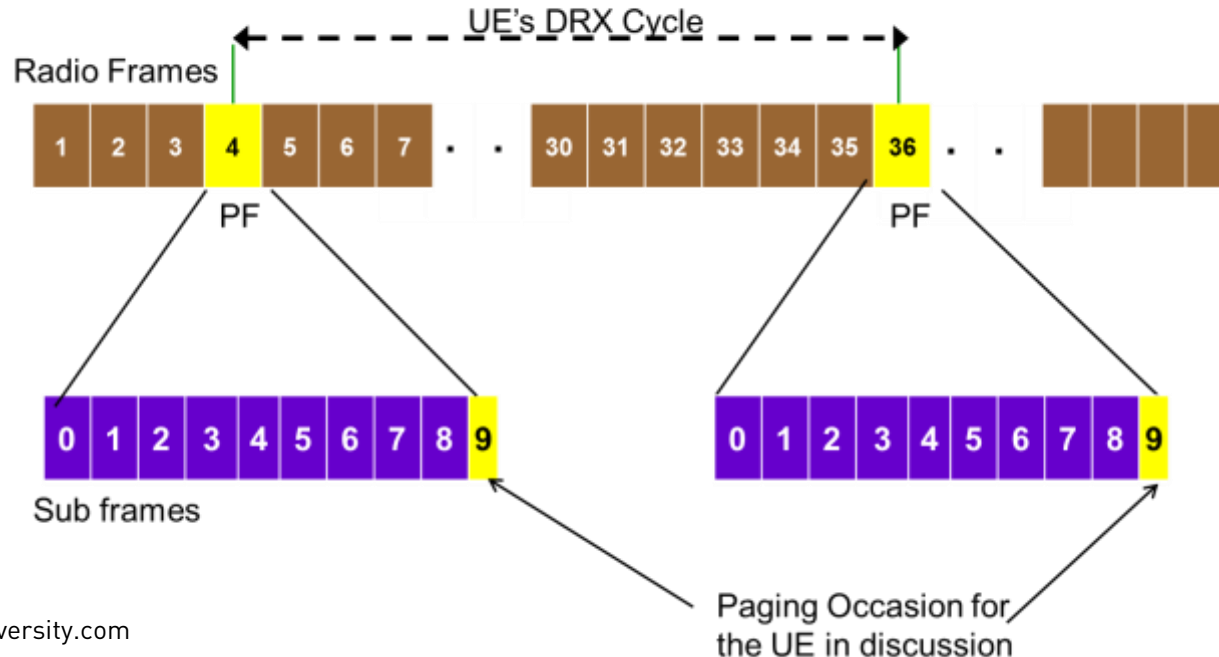 UE's DRX Cycle
Radio Frames
1 2 3 4 5 6 7 . . 30 31 32 33 34 35 36 . .
PF PF
0 1 2 3 4 5 6 7 8 9 0 1 2 3 4 5 6 7 8 9
Sub frames
Paging Occasion for
the UE in discussion
versity.com